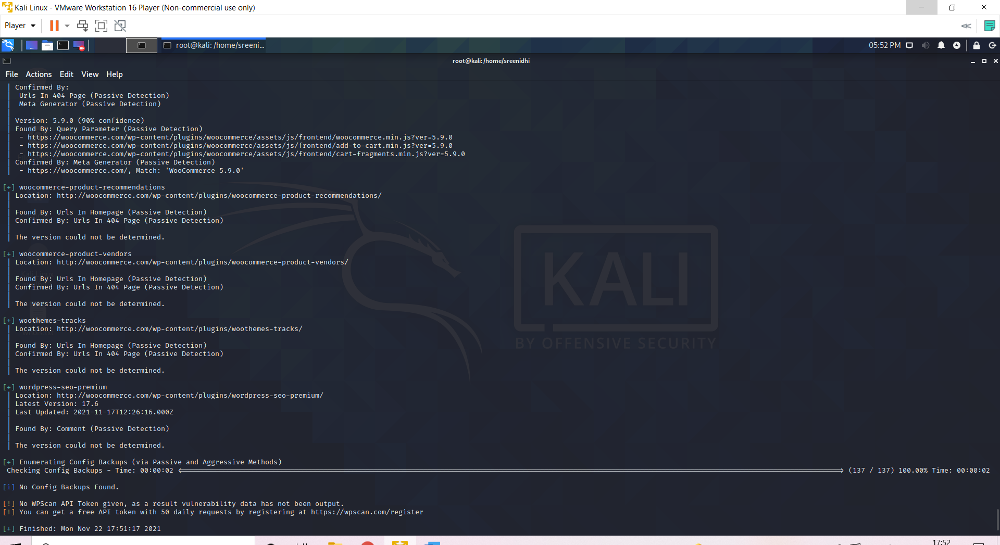 Kali Linux - VMware Workstation 16 Player (Non-commercial use only)
Player
root@kali: /home/sreeni...
05:52 PM
root@kali: /home/sreenidhi
File Actions Edit View Help
| Confirmed By:
|  Urls In 404 Page (Passive Detection)
|  Meta Generator (Passive Detection)
|
| Version: 5.9.0 (90% confidence)
| Found By: Query Parameter (Passive Detection)
|  - https://woocommerce.com/wp-content/plugins/woocommerce/assets/js/frontend/woocommerce.min.js?ver=5.9.0
|  - https://woocommerce.com/wp-content/plugins/woocommerce/assets/js/frontend/add-to-cart.min.js?ver=5.9.0
|  - https://woocommerce.com/wp-content/plugins/woocommerce/assets/js/frontend/cart-fragments.min.js?ver=5.9.0
| Confirmed By: Meta Generator (Passive Detection)
|  - https://woocommerce.com/, Match: 'WooCommerce 5.9.0'
[+] woocommerce-product-recommendations
| Location: http://woocommerce.com/wp-content/plugins/woocommerce-product-recommendations/
|
| Found By: Urls In Homepage (Passive Detection)
| Confirmed By: Urls In 404 Page (Passive Detection)
|
| The version could not be determined.
[+] woocommerce-product-vendors
| Location: http://woocommerce.com/wp-content/plugins/woocommerce-product-vendors/
|
| Found By: Urls In Homepage (Passive Detection)
| Confirmed By: Urls In 404 Page (Passive Detection)
|
| The version could not be determined.
[+] woothemes-tracks
| Location: http://woocommerce.com/wp-content/plugins/woothemes-tracks/
|
| Found By: Urls In Homepage (Passive Detection)
| Confirmed By: Urls In 404 Page (Passive Detection)
|
| The version could not be determined.
[+] wordpress-seo-premium
| Location: http://woocommerce.com/wp-content/plugins/wordpress-seo-premium/
| Latest Version: 17.6
| Last Updated: 2021-11-17T12:26:16.000Z
|
| Found By: Comment (Passive Detection)
|
| The version could not be determined.
[+] Enumerating Config Backups (via Passive and Aggressive Methods)
Checking Config Backups - Time: 00:00:02 <=> (137 / 137) 100.00% Time: 00:00:02
[i] No Config Backups Found.
[!] No WPScan API Token given, as a result vulnerability data has not been output.
[!] You can get a free API token with 50 daily requests by registering at https://wpscan.com/register
[+] Finished: Mon Nov 22 17:51:17 2021
KALI
BY OFFENSIVE SECURITY
17:52